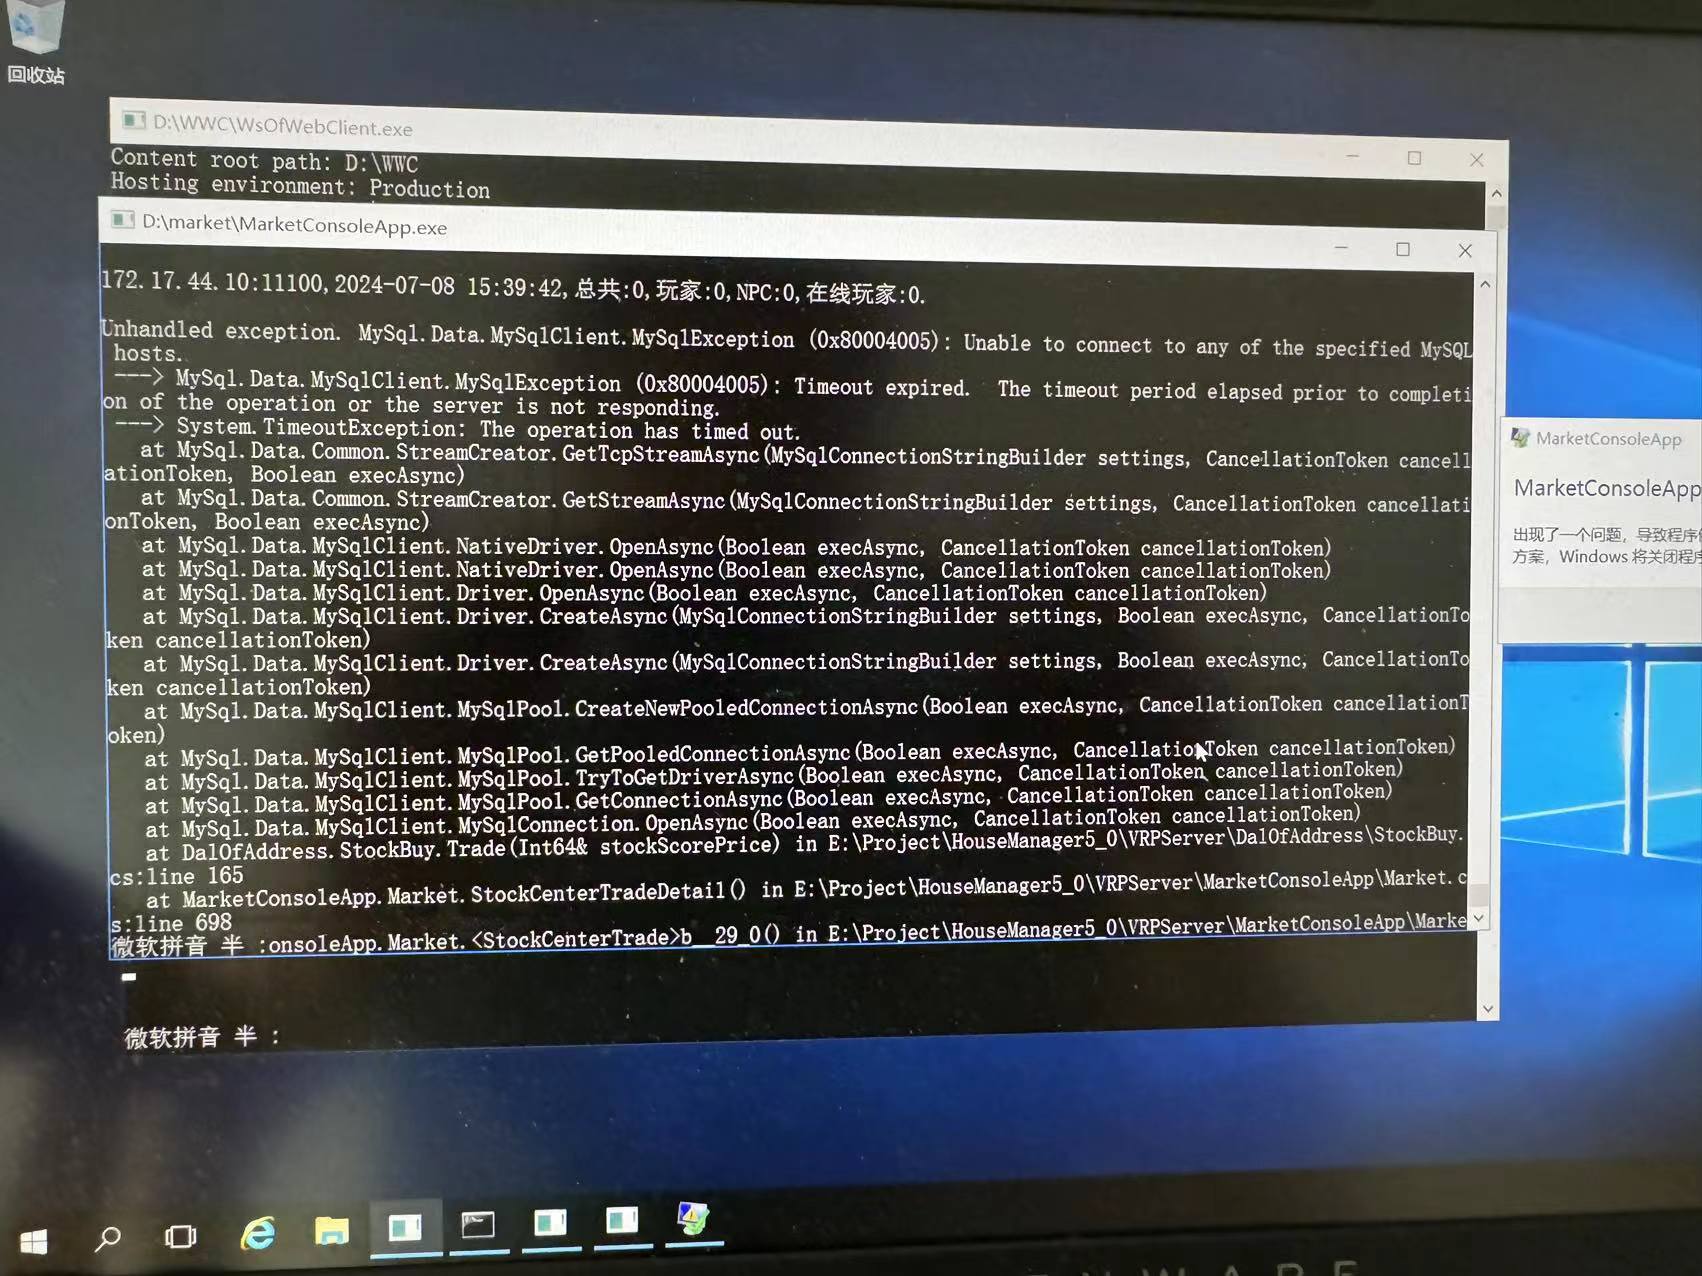 回收站
D:\WWC\WsOfWebClient.exe
Content root path: D:\WWC
Hosting environment: Production
D:\market\MarketConsoleApp.exe
172.17.44.10:11100,2024-07-08 15:39:42,总共:0,玩家:0,NPC:0,在线玩家:0.
Unhandled exception. MySql.Data.MySqlClient.MySqlException (0x80004005): Unable to connect to any of the specified MySQL
hosts.
---> MySql.Data.MySqlClient.MySqlException (0x80004005): Timeout expired.  The timeout period elapsed prior to completi
on of the operation or the server is not responding.
---> System.TimeoutException: The operation has timed out.
at MySql.Data.Common.StreamCreator.GetTcpStreamAsync(MySqlConnectionStringBuilder settings, CancellationToken cancell
ationToken, Boolean execAsync)
at MySql.Data.Common.StreamCreator.GetStreamAsync(MySqlConnectionStringBuilder settings, CancellationToken cancellati
onToken, Boolean execAsync)
at MySql.Data.MySqlClient.NativeDriver.OpenAsync(Boolean execAsync, CancellationToken cancellationToken)
at MySql.Data.MySqlClient.NativeDriver.OpenAsync(Boolean execAsync, CancellationToken cancellationToken)
at MySql.Data.MySqlClient.Driver.OpenAsync(Boolean execAsync, CancellationToken cancellationToken)
at MySql.Data.MySqlClient.Driver.CreateAsync(MySqlConnectionStringBuilder settings, Boolean execAsync, CancellationTo
ken cancellationToken)
at MySql.Data.MySqlClient.Driver.CreateAsync(MySqlConnectionStringBuilder settings, Boolean execAsync, CancellationTo
ken cancellationToken)
at MySql.Data.MySqlClient.MySqlPool.CreateNewPooledConnectionAsync(Boolean execAsync, CancellationToken cancellationT
oken)
at MySql.Data.MySqlClient.MySqlPool.GetPooledConnectionAsync(Boolean execAsync, CancellationToken cancellationToken)
at MySql.Data.MySqlClient.MySqlPool.TryToGetDriverAsync(Boolean execAsync, CancellationToken cancellationToken)
at MySql.Data.MySqlClient.MySqlPool.GetConnectionAsync(Boolean execAsync, CancellationToken cancellationToken)
at MySql.Data.MySqlClient.MySqlConnection.OpenAsync(Boolean execAsync, CancellationToken cancellationToken)
at DalOfAddress.StockBuy.Trade(Int64& stockScorePrice) in E:\Project\HouseManager5_0\VRPServer\DalOfAddress\StockBuy.
cs:line 165
at MarketConsoleApp.Market.StockCenterTradeDetail() in E:\Project\HouseManager5_0\VRPServer\MarketConsoleApp\Market.c
s:line 698
微软拼音 半 :onsoleApp.Market.<StockCenterTrade>b__29_0() in E:\Project\HouseManager5_0\VRPServer\MarketConsoleApp\Marke
微软拼音 半 :
MarketConsoleApp
MarketConsoleApp
出现了一个问题，导致程序
方案，Windows 将关闭程序